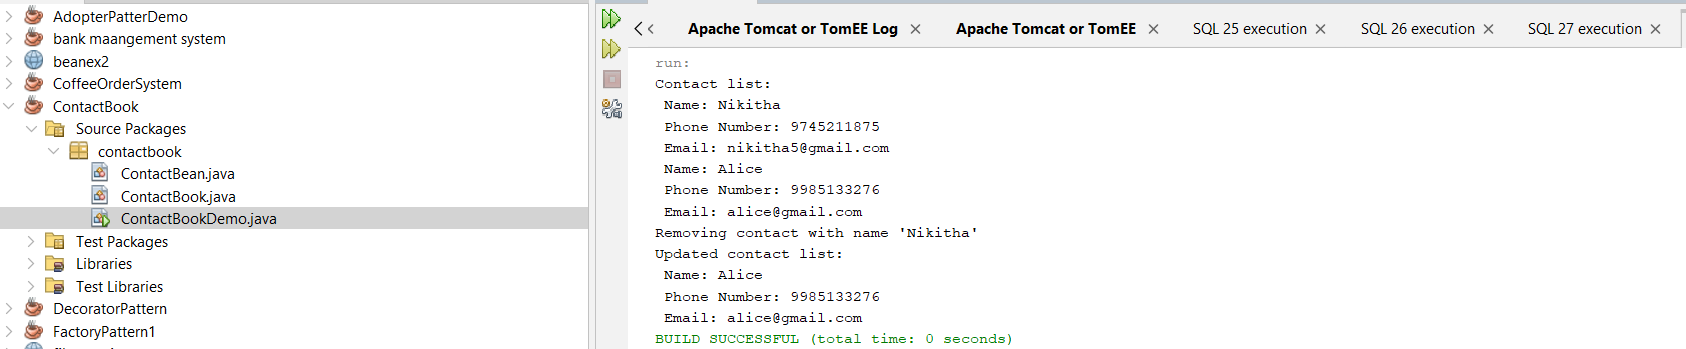 AdopterPatterDemo
bank maangement system
beanex2
CoffeeOrderSystem
ContactBook
Source Packages
contactbook
ContactBean.java
ContactBook.java
ContactBookDemo.java
Test Packages
Libraries
Test Libraries
DecoratorPattern
FactoryPattern1
Apache Tomcat or TomEE Log
Apache Tomcat or TomEE
SQL 25 execution
SQL 26 execution
SQL 27 execution
run:
Contact list:
Name: Nikitha
Phone Number: 9745211875
Email: nikitha5@gmail.com
Name: Alice
Phone Number: 9985133276
Email: alice@gmail.com
Removing contact with name 'Nikitha'
Updated contact list:
Name: Alice
Phone Number: 9985133276
Email: alice@gmail.com
BUILD SUCCESSFUL (total time: 0 seconds)